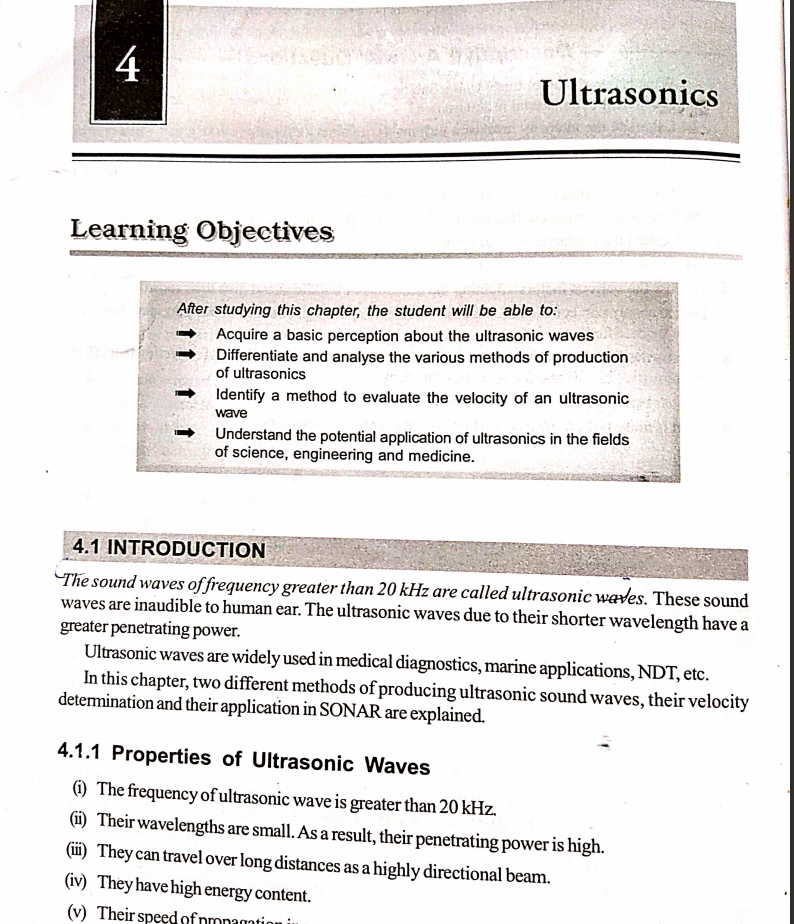 4
Ultrasonics
Learning Objectives
After studying this chapter, the student will be able to:
Acquire a basic perception about the ultrasonic waves
Differentiate and analyse the various methods of production
of ultrasonics
Identify a method to evaluate the velocity of an ultrasonic
wave
Understand the potential application of ultrasonics in the fields
of science, engineering and medicine.
4.1 INTRODUCTION
The sound waves of frequency greater than 20 kHz are called ultrasonic waves. These sound
waves are inaudible to human ear. The ultrasonic waves due to their shorter wavelength have a
greater penetrating power.
Ultrasonic waves are widely used in medical diagnostics, marine applications, NDT, etc.
In this chapter, two different methods of producing ultrasonic sound waves, their velocity
determination and their application in SONAR are explained.
4.1.1 Properties of Ultrasonic Waves
(i) The frequency of ultrasonic wave is greater than 20 kHz.
(ii) Their wavelengths are small. As a result, their penetrating power is high.
(iii) They can travel over long distances as a highly directional beam.
(iv) They have high energy content.
(v) Their speed of propagation